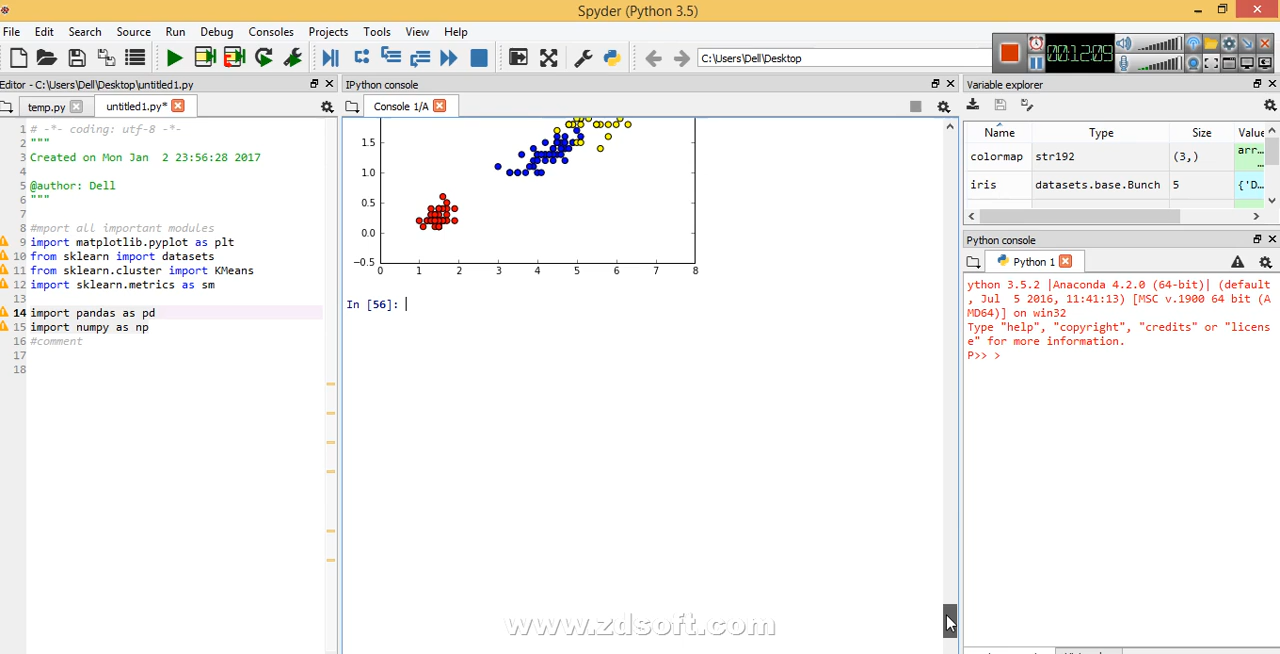 Spyder (Python 3.5)
File Edit Search Source Run Debug Consoles Projects Tools View Help
C:\Users\Dell\Desktop
00:12:09
Editor - C:\Users\Dell\Desktop\untitled1.py
temp.py
untitled1.py*
1 # -*- coding: utf-8 -*-
2 """
3 Created on Mon Jan  2 23:56:28 2017
4
5 @author: Dell
6 """
7
8 #mport all important modules
9 import matplotlib.pyplot as plt
10 from sklearn import datasets
11 from sklearn.cluster import KMeans
12 import sklearn.metrics as sm
13
14 import pandas as pd
15 import numpy as np
16 #comment
17
18
IPython console
Console 1/A
1.5
1.0
0.5
0.0
−0.5
0 1 2 3 4 5 6 7 8
In [56]:
Variable explorer
Name Type Size Value
colormap str192 (3,) arr...
iris datasets.base.Bunch 5 {'D...
Python console
Python 1
ython 3.5.2 |Anaconda 4.2.0 (64-bit)| (default
, Jul  5 2016, 11:41:13) [MSC v.1900 64 bit (A
MD64)] on win32
Type "help", "copyright", "credits" or "licens
e" for more information.
P>> >
www.zdsoft.com